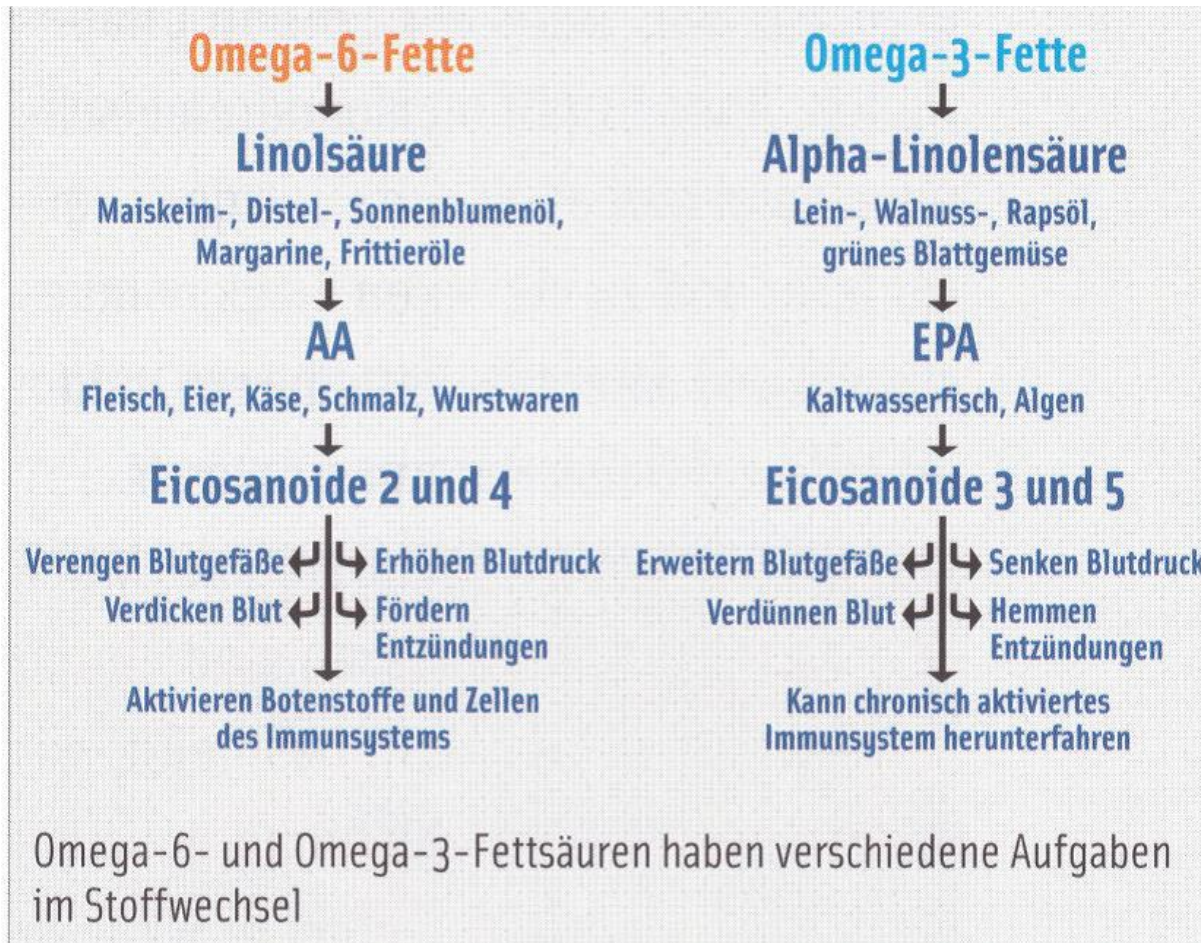 Omega-6-Fette
Linolsäure
Maiskeim-, Distel-, Sonnenblumenöl,
Margarine, Frittieröle
AA
Fleisch, Eier, Käse, Schmalz, Wurstwaren
Eicosanoide 2 und 4
Verengen Blutgefäße
Erhöhen Blutdruck
Verdicken Blut
Fördern
Entzündungen
Aktivieren Botenstoffe und Zellen
des Immunsystems
Omega-3-Fette
Alpha-Linolensäure
Lein-, Walnuss-, Rapsöl,
grünes Blattgemüse
EPA
Kaltwasserfisch, Algen
Eicosanoide 3 und 5
Erweitern Blutgefäße
Senken Blutdruck
Verdünnen Blut
Hemmen
Entzündungen
Kann chronisch aktiviertes
Immunsystem herunterfahren
Omega-6- und Omega-3-Fettsäuren haben verschiedene Aufgaben
im Stoffwechsel